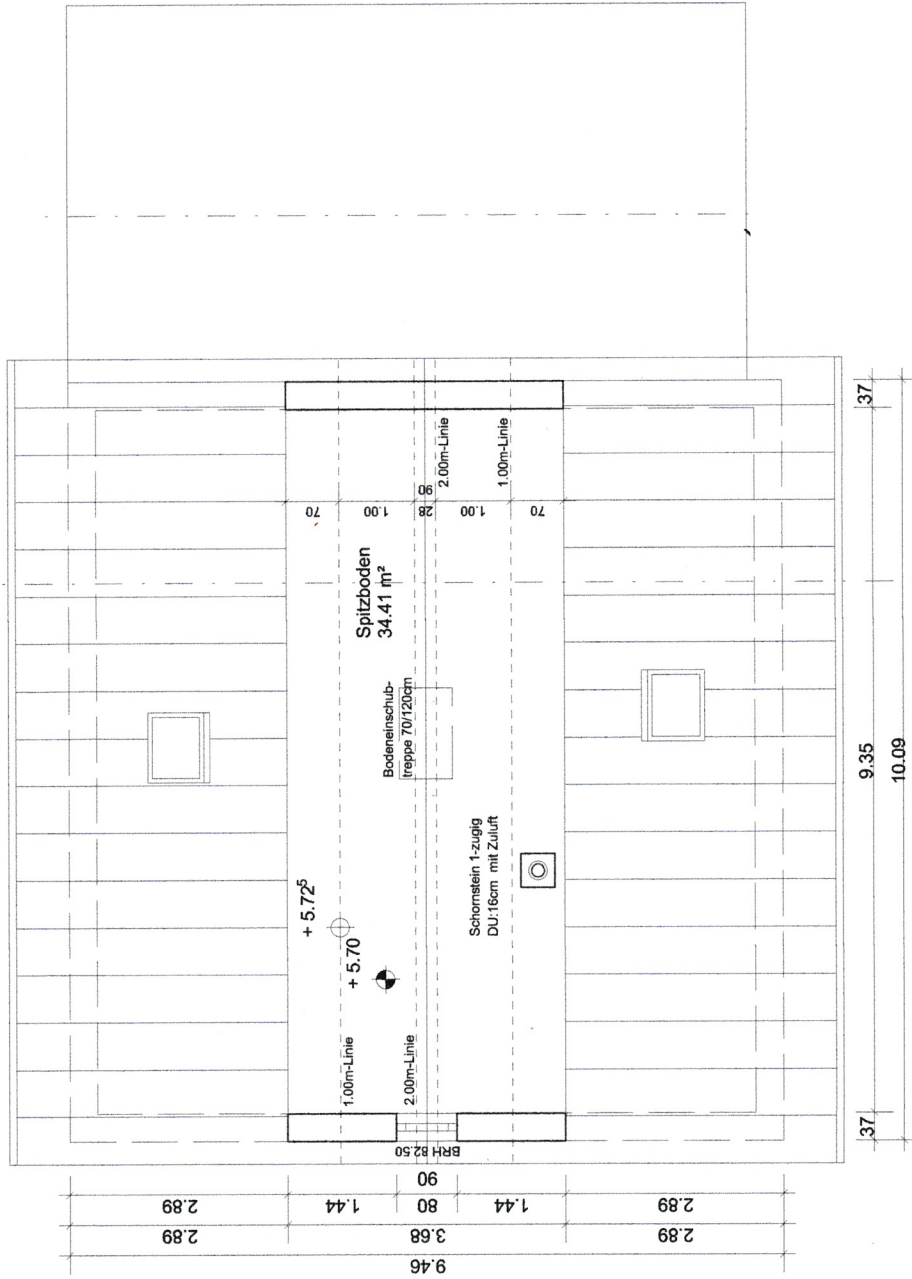 37
2.00m-Linie
1.00m-Linie
70
1.00
28
90
1.00
70
Spitzboden
34.41 m²
Bodeneinschub-
treppe 70/120cm
Schornstein 1-zugig
DU:16cm mit Zuluft
+ 5.72⁵
+ 5.70
1.00m-Linie
2.00m-Linie
BRH 82.50
9.35
10.09
37
2.89
1.44
80
90
1.44
2.89
2.89
3.68
2.89
9.46